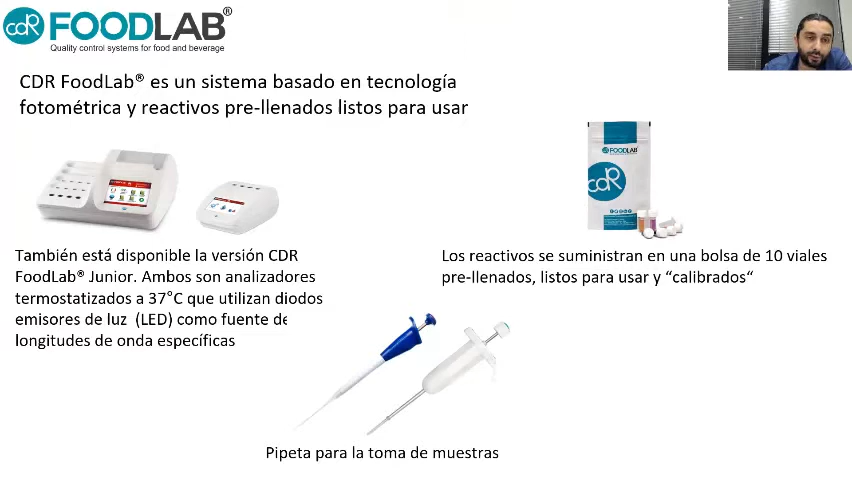 cdR FOODLAB®
Quality control systems for food and beverage
CDR FoodLab® es un sistema basado en tecnología
fotométrica y reactivos pre-llenados listos para usar
FOODLAB
cdR
También está disponible la versión CDR
FoodLab® Junior. Ambos son analizadores
termostatizados a 37°C que utilizan diodos
emisores de luz (LED) como fuente de
longitudes de onda específicas
Los reactivos se suministran en una bolsa de 10 viales
pre-llenados, listos para usar y “calibrados“
Pipeta para la toma de muestras